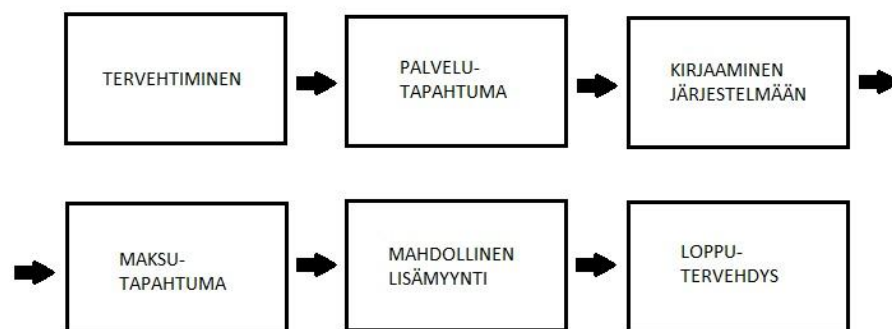 TERVEHTIMINEN
PALVELU-
TAPAHTUMA
KIRJAAMINEN
JÄRJESTELMÄÄN
MAKSU-
TAPAHTUMA
MAHDOLLINEN
LISÄMYYNTI
LOPPU-
TERVEHDYS